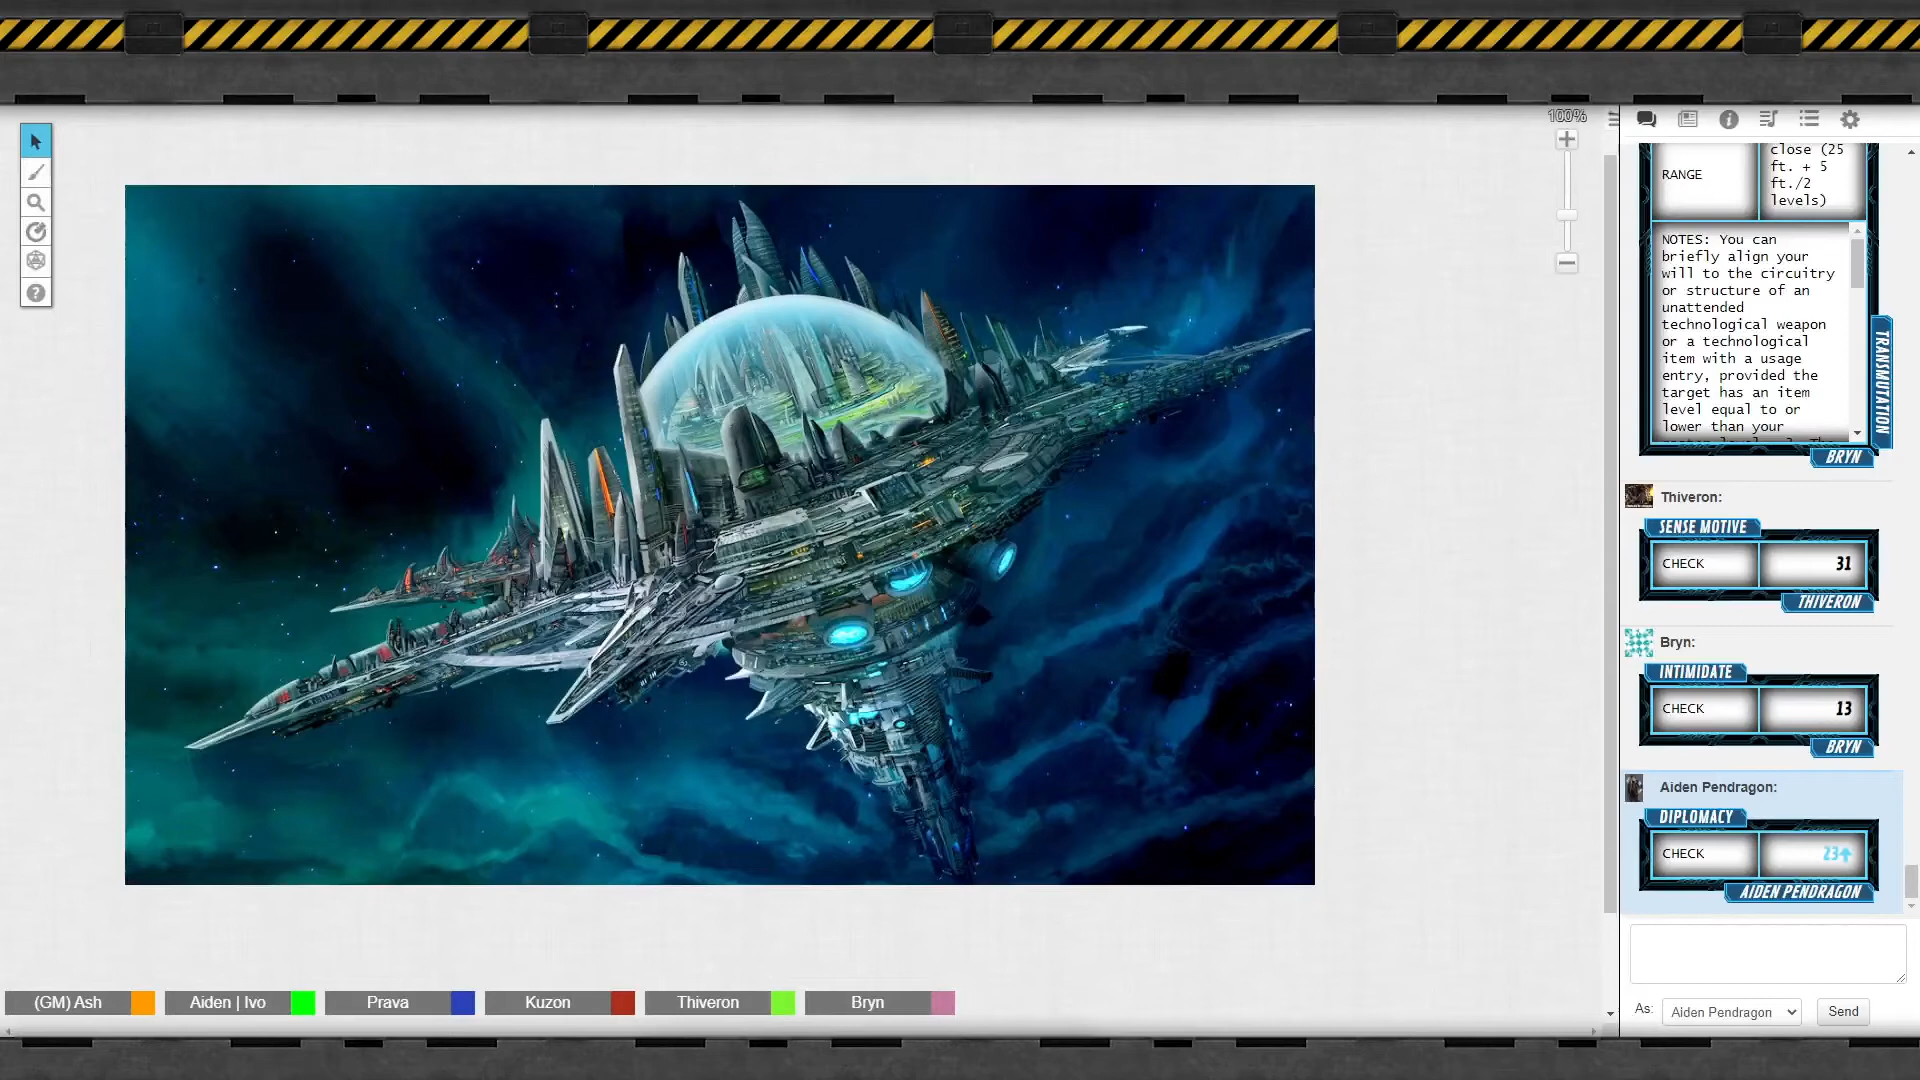 100%
RANGE
close (25
ft. + 5
ft./2
levels)
NOTES: You can
briefly align your
will to the circuitry
or structure of an
unattended
technological weapon
or a technological
item with a usage
entry, provided the
target has an item
level equal to or
lower than your
TRANSMUTATION
BRYN
Thiveron:
SENSE MOTIVE
CHECK 31
THIVERON
Bryn:
INTIMIDATE
CHECK 13
BRYN
Aiden Pendragon:
DIPLOMACY
CHECK 23
AIDEN PENDRAGON
(GM) Ash
Aiden | Ivo
Prava
Kuzon
Thiveron
Bryn
As: Aiden Pendragon Send